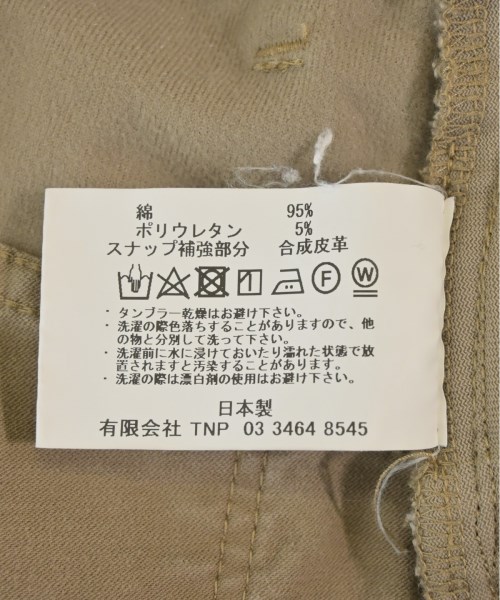 綿 95%
ポリウレタン 5%
スナップ補強部分 合成皮革
F W
・タンブラー乾燥はお避け下さい。
・洗濯の際色落ちすることがありますので、他
の物と分別して洗って下さい。
・洗濯前に水に浸けておいたり濡れた状態で放
置されますと汚染することがあります。
・洗濯の際は漂白剤の使用はお避け下さい。
日本製
有限会社 TNP 03 3464 8545